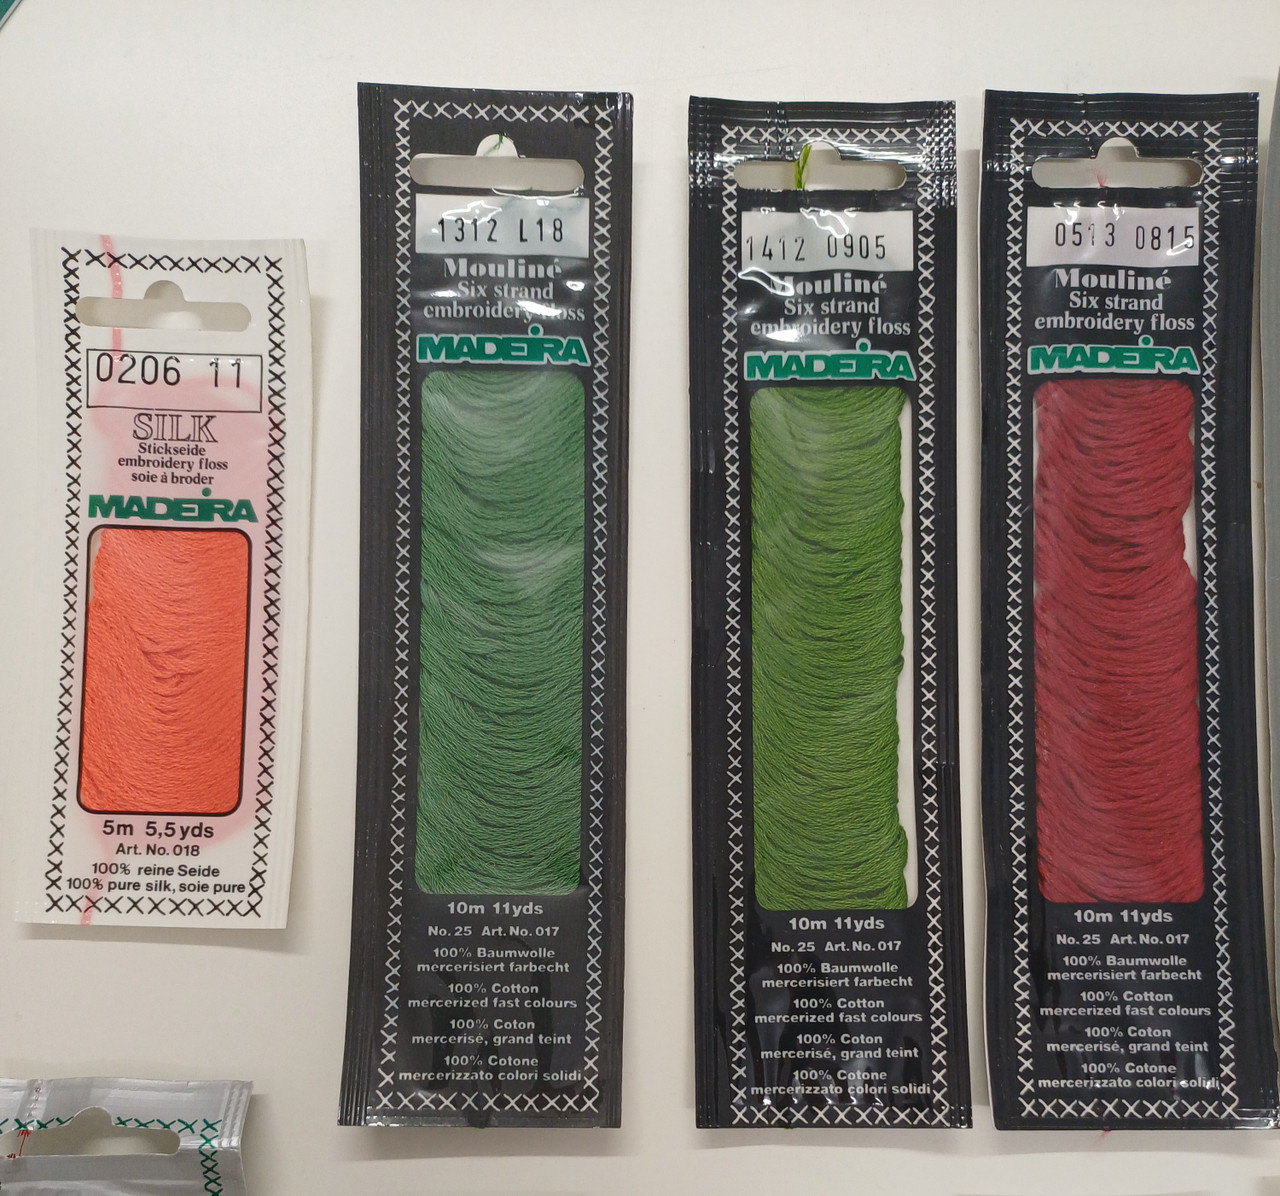 0206 11
SILK
Stickseide
embroidery floss
soie à broder
MADEIRA
5m 5,5 yds
Art. No. 018
100% reine Seide
100% pure silk, soie pure
1312 L18
Mouliné
Six strand
embroidery floss
MADEIRA
10m 11yds
No. 25 Art. No. 017
100% Baumwolle
mercerisiert farbecht
100% Cotton
mercerized fast colours
100% Coton
mercerisé, grand teint
100% Cotone
mercerizzato colori solidi
1412 0905
Mouliné
Six strand
embroidery floss
MADEIRA
10m 11yds
No. 25 Art. No. 017
100% Baumwolle
mercerisiert farbecht
100% Cotton
mercerized fast colours
100% Coton
mercerisé, grand teint
100% Cotone
mercerizzato colori solidi
0513 0815
Mouliné
Six strand
embroidery floss
MADEIRA
10m 11yds
No. 25 Art. No. 017
100% Baumwolle
mercerisiert farbecht
100% Cotton
mercerized fast colours
100% Coton
mercerisé, grand teint
100% Cotone
mercerizzato colori solidi